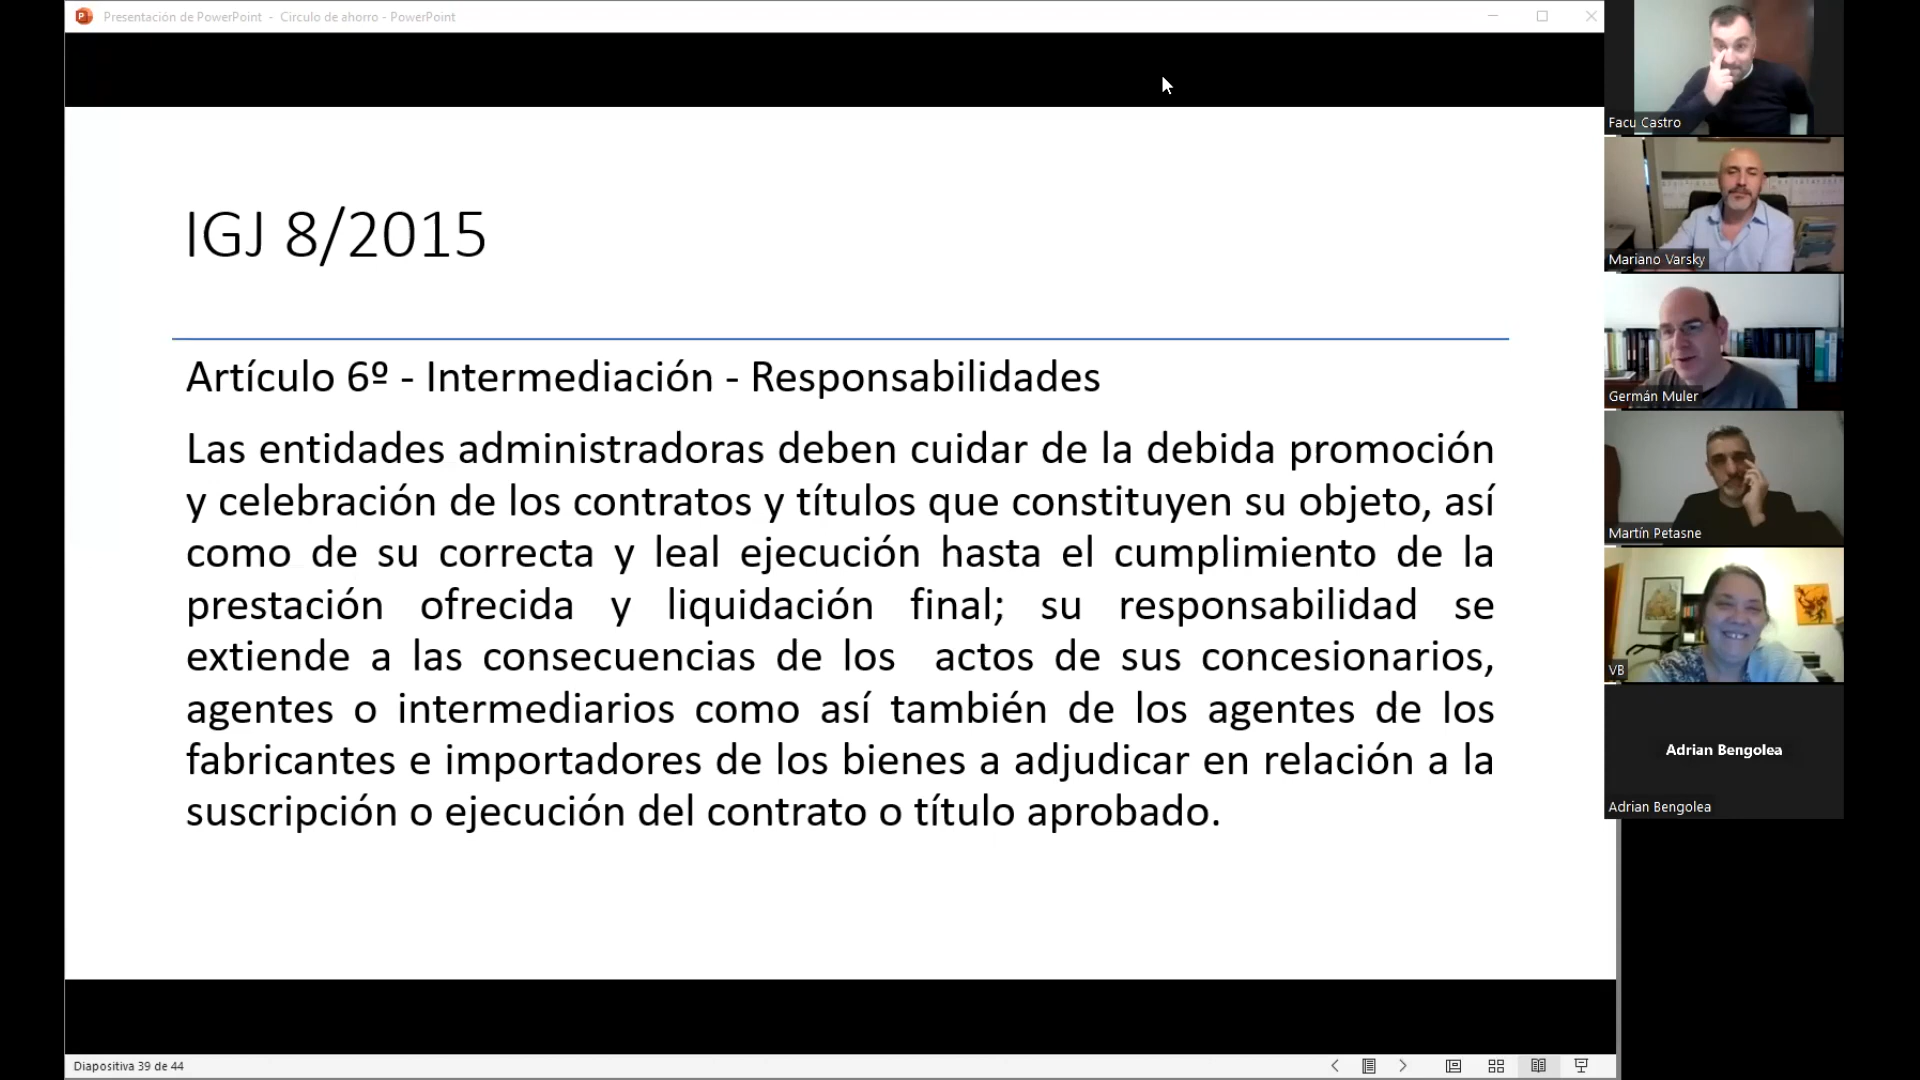 Presentación de PowerPoint - Circulo de ahorro - PowerPoint
IGJ 8/2015
Artículo 6º - Intermediación - Responsabilidades
Las entidades administradoras deben cuidar de la debida promoción
y celebración de los contratos y títulos que constituyen su objeto, así
como de su correcta y leal ejecución hasta el cumplimiento de la
prestación ofrecida y liquidación final; su responsabilidad se
extiende a las consecuencias de los actos de sus concesionarios,
agentes o intermediarios como así también de los agentes de los
fabricantes e importadores de los bienes a adjudicar en relación a la
suscripción o ejecución del contrato o título aprobado.
Diapositiva 39 de 44
Facu Castro
Mariano Varsky
Germán Muler
Martín Petasne
VB
Adrian Bengolea
Adrian Bengolea